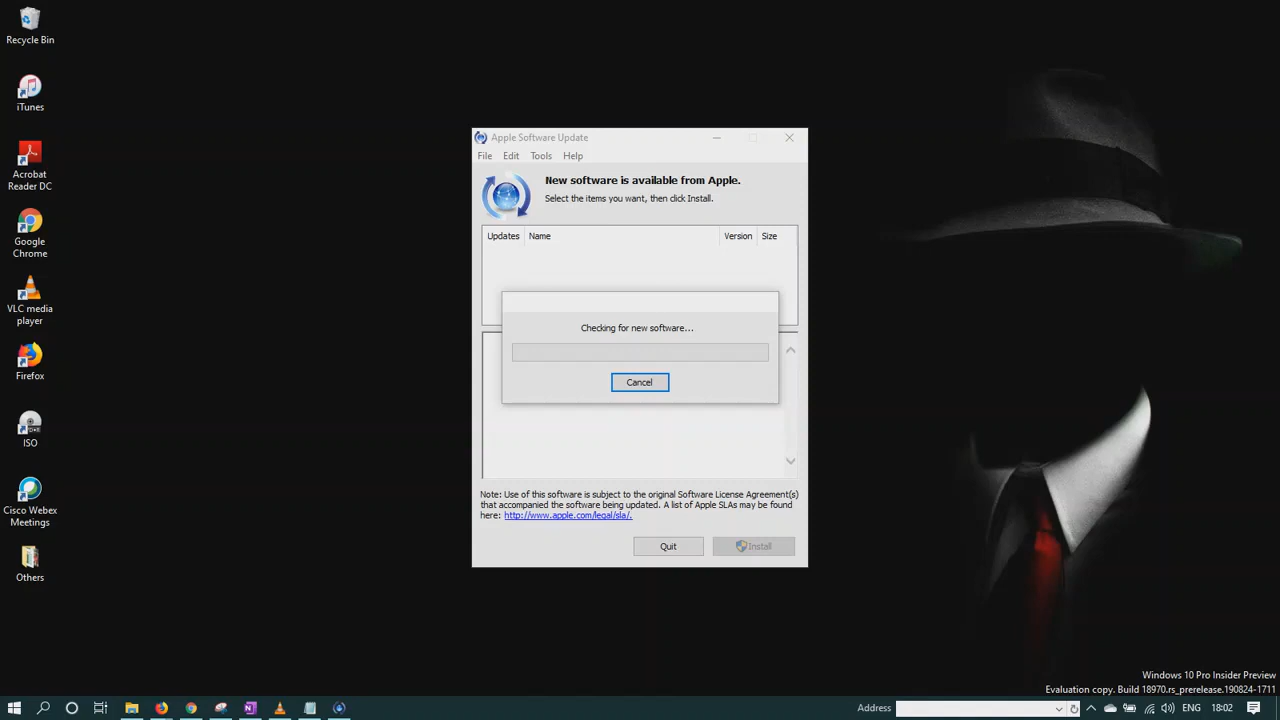 Recycle Bin
iTunes
Acrobat
Reader DC
Google
Chrome
VLC media
player
Firefox
ISO
Cisco Webex
Meetings
Others
Apple Software Update
File Edit Tools Help
New software is available from Apple.
Select the items you want, then click Install.
Updates Name Version Size
Checking for new software...
Cancel
Note: Use of this software is subject to the original Software License Agreement(s)
that accompanied the software being updated. A list of Apple SLAs may be found
here: http://www.apple.com/legal/sla/.
Quit Install
Windows 10 Pro Insider Preview
Evaluation copy. Build 18970.rs_prerelease.190824-1711
Address ENG 18:02